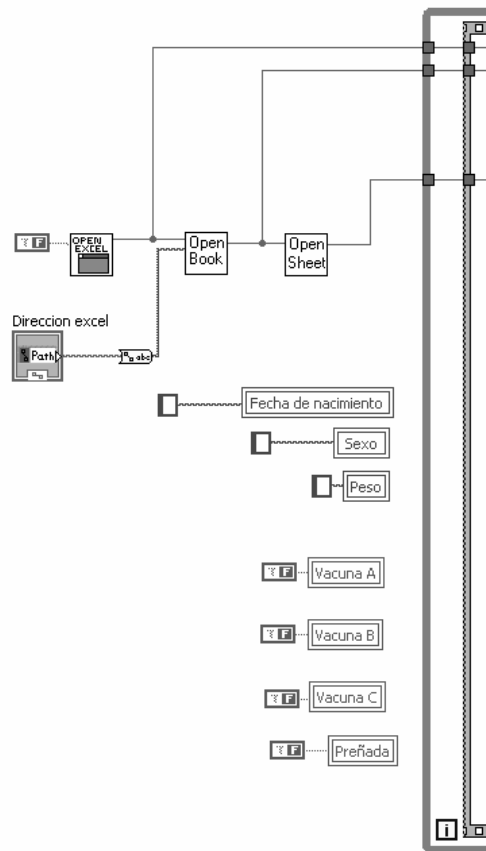 OPEN
EXCEL
Open
Book
Open
Sheet
F
Direccion excel
Path
abc
Fecha de nacimiento
Sexo
Peso
F
Vacuna A
F
Vacuna B
F
Vacuna C
F
Preñada
i